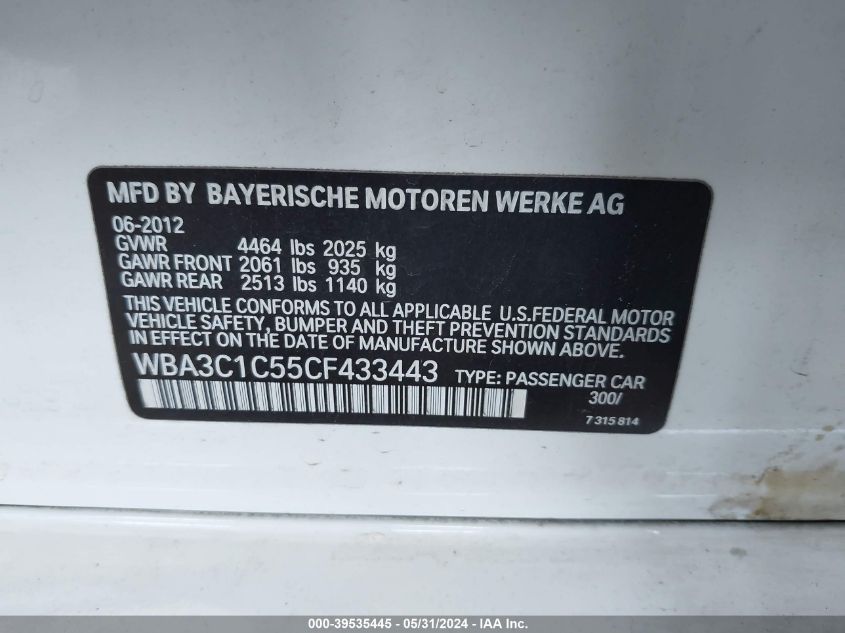 MFD BY BAYERISCHE MOTOREN WERKE AG
06-2012
GVWR 4464 lbs 2025 kg
GAWR FRONT 2061 lbs 935 kg
GAWR REAR 2513 lbs 1140 kg
THIS VEHICLE CONFORMS TO ALL APPLICABLE U.S.FEDERAL MOTOR
VEHICLE SAFETY, BUMPER AND THEFT PREVENTION STANDARDS
IN EFFECT ON THE DATE OF MANUFACTURE SHOWN ABOVE.
WBA3C1C55CF433443 TYPE: PASSENGER CAR
300/
7 315 814
000-39535445 - 05/31/2024 - IAA Inc.